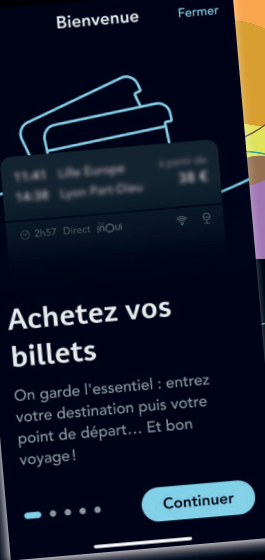 Bienvenue
Fermer
11:41 Lille Europe à partir de
14:38 Lyon Part-Dieu 38 €
2h57 Direct inOui
Achetez vos
billets
On garde l'essentiel : entrez
votre destination puis votre
point de départ... Et bon
voyage !
Continuer